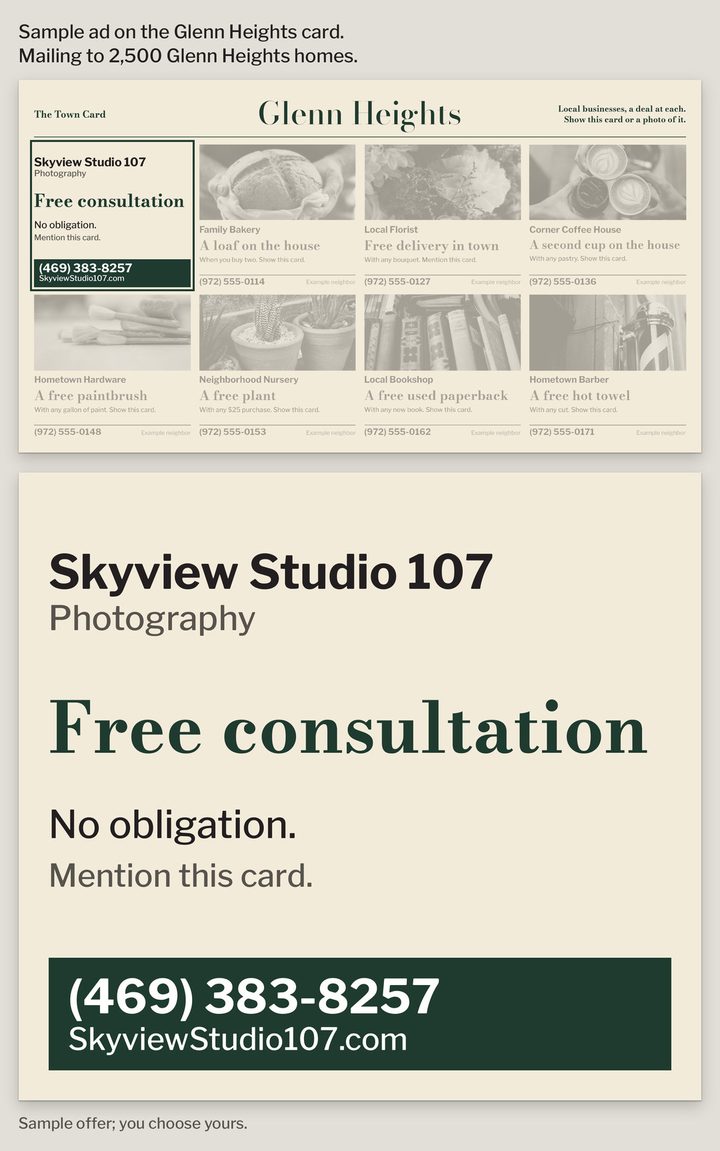 Sample ad on the Glenn Heights card.
Mailing to 2,500 Glenn Heights homes.
The Town Card
Glenn Heights
Local businesses, a deal at each.
Show this card or a photo of it.
Skyview Studio 107
Photography
Free consultation
No obligation.
Mention this card.
(469) 383-8257
SkyviewStudio107.com
Family Bakery
A loaf on the house
When you buy two. Show this card.
(972) 555-0114 Example neighbor
Local Florist
Free delivery in town
With any bouquet. Mention this card.
(972) 555-0127 Example neighbor
Corner Coffee House
A second cup on the house
With any pastry. Show this card.
(972) 555-0136 Example neighbor
Hometown Hardware
A free paintbrush
With any gallon of paint. Show this card.
(972) 555-0148 Example neighbor
Neighborhood Nursery
A free plant
With any $25 purchase. Show this card.
(972) 555-0153 Example neighbor
Local Bookshop
A free used paperback
With any new book. Show this card.
(972) 555-0162 Example neighbor
Hometown Barber
A free hot towel
With any cut. Show this card.
(972) 555-0171 Example neighbor
Skyview Studio 107
Photography
Free consultation
No obligation.
Mention this card.
(469) 383-8257
SkyviewStudio107.com
Sample offer; you choose yours.